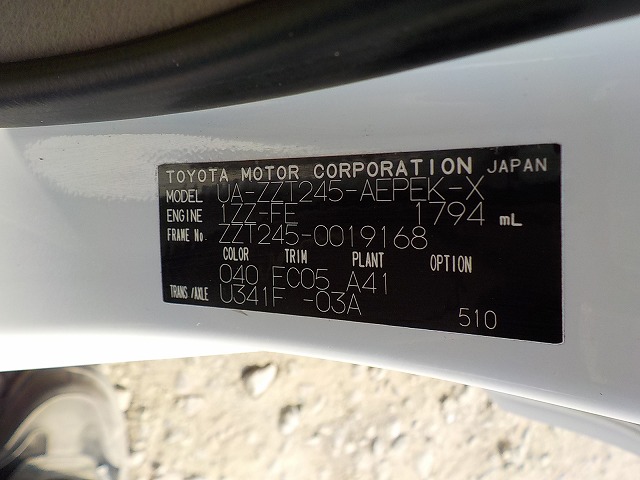 TOYOTA MOTOR CORPORATION JAPAN
MODEL UA-ZZT245-AEPEK-X
ENGINE 1ZZ-FE 1794 mL
FRAME No. ZZT245-0019168
COLOR TRIM PLANT OPTION
040 FC05 A41
TRANS/AXLE U341F -03A
510